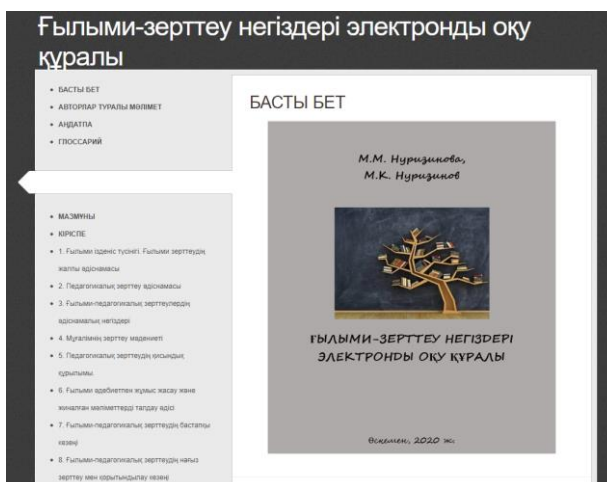 Ғылыми-зерттеу негіздері электронды оқу
құралы
БАСТЫ БЕТ
АВТОРЛАР ТУРАЛЫ МӘЛІМЕТ
АҢДАТПА
ГЛОССАРИЙ
МАЗМҰНЫ
КІРІСПЕ
1. Ғылыми ізденіс түсінігі. Ғылыми зерттеудің
жалпы әдіснамасы
2. Педагогикалық зерттеу әдіснамасы
3. Ғылыми-педагогикалық зерттеулердің
әдіснамалық негіздері
4. Мұғалімнің зерттеу мәдениеті
5. Педагогикалық зерттеудің қисындық
құрылымы.
6. Ғылыми әдебиетпен жұмыс жасау және
жиналған мәліметтерді талдау әдісі
7. Ғылыми-педагогикалық зерттеудің бастапқы
кезеңі
8. Ғылыми-педагогикалық зерттеудің нағыз
зерттеу мен қорытындылау кезеңі
БАСТЫ БЕТ
М.М. Нуризинова,
М.К. Нуризинов
ҒЫЛЫМИ-ЗЕРТТЕУ НЕГІЗДЕРІ
ЭЛЕКТРОНДЫ ОҚУ ҚҰРАЛЫ
Өскемен, 2020 ж.